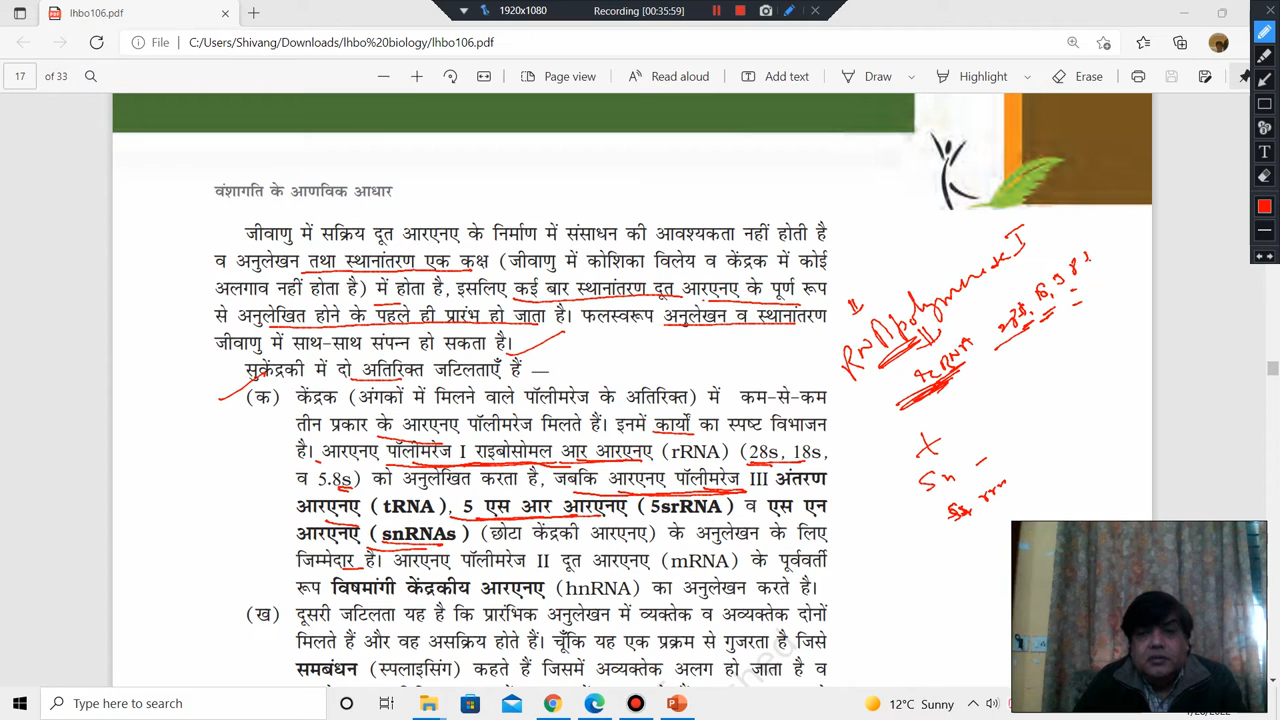 lhbo106.pdf
1920x1080
Recording [00:35:59]
File
C:/Users/Shivang/Downloads/lhbo%20biology/lhbo106.pdf
17 of 33
Page view
Read aloud
Add text
Draw
Highlight
Erase
वंशागति के आणविक आधार
जीवाणु में सक्रिय दूत आरएनए के निर्माण में संसाधन की आवश्यकता नहीं होती है
व अनुलेखन तथा स्थानांतरण एक कक्ष (जीवाणु में कोशिका विलेय व केंद्रक में कोई
अलगाव नहीं होता है) में होता है, इसलिए कई बार स्थानांतरण दूत आरएनए के पूर्ण रूप
से अनुलेखित होने के पहले ही प्रारंभ हो जाता है। फलस्वरूप अनुलेखन व स्थानांतरण
जीवाणु में साथ-साथ संपन्न हो सकता है।
सुकेंद्रकी में दो अतिरिक्त जटिलताएँ हैं —
(क) केंद्रक (अंगकों में मिलने वाले पॉलीमरेज के अतिरिक्त) में कम-से-कम
तीन प्रकार के आरएनए पॉलीमरेज मिलते हैं। इनमें कार्यों का स्पष्ट विभाजन
है। आरएनए पॉलीमरेज I राइबोसोमल आर आरएनए (rRNA) (28s, 18s,
व 5.8s) को अनुलेखित करता है, जबकि आरएनए पॉलीमरेज III अंतरण
आरएनए (tRNA), 5 एस आर आरएनए (5srRNA) व एस एन
आरएनए (snRNAs) (छोटा केंद्रकी आरएनए) के अनुलेखन के लिए
जिम्मेदार है। आरएनए पॉलीमरेज II दूत आरएनए (mRNA) के पूर्ववर्ती
रूप विषमांगी केंद्रकीय आरएनए (hnRNA) का अनुलेखन करते है।
(ख) दूसरी जटिलता यह है कि प्रारंभिक अनुलेखन में व्यक्तेक व अव्यक्तेक दोनों
मिलते हैं और वह असक्रिय होते हैं। चूँकि यह एक प्रक्रम से गुजरता है जिसे
समबंधन (स्पलाइसिंग) कहते हैं जिसमें अव्यक्तेक अलग हो जाता है व
Type here to search
12°C Sunny